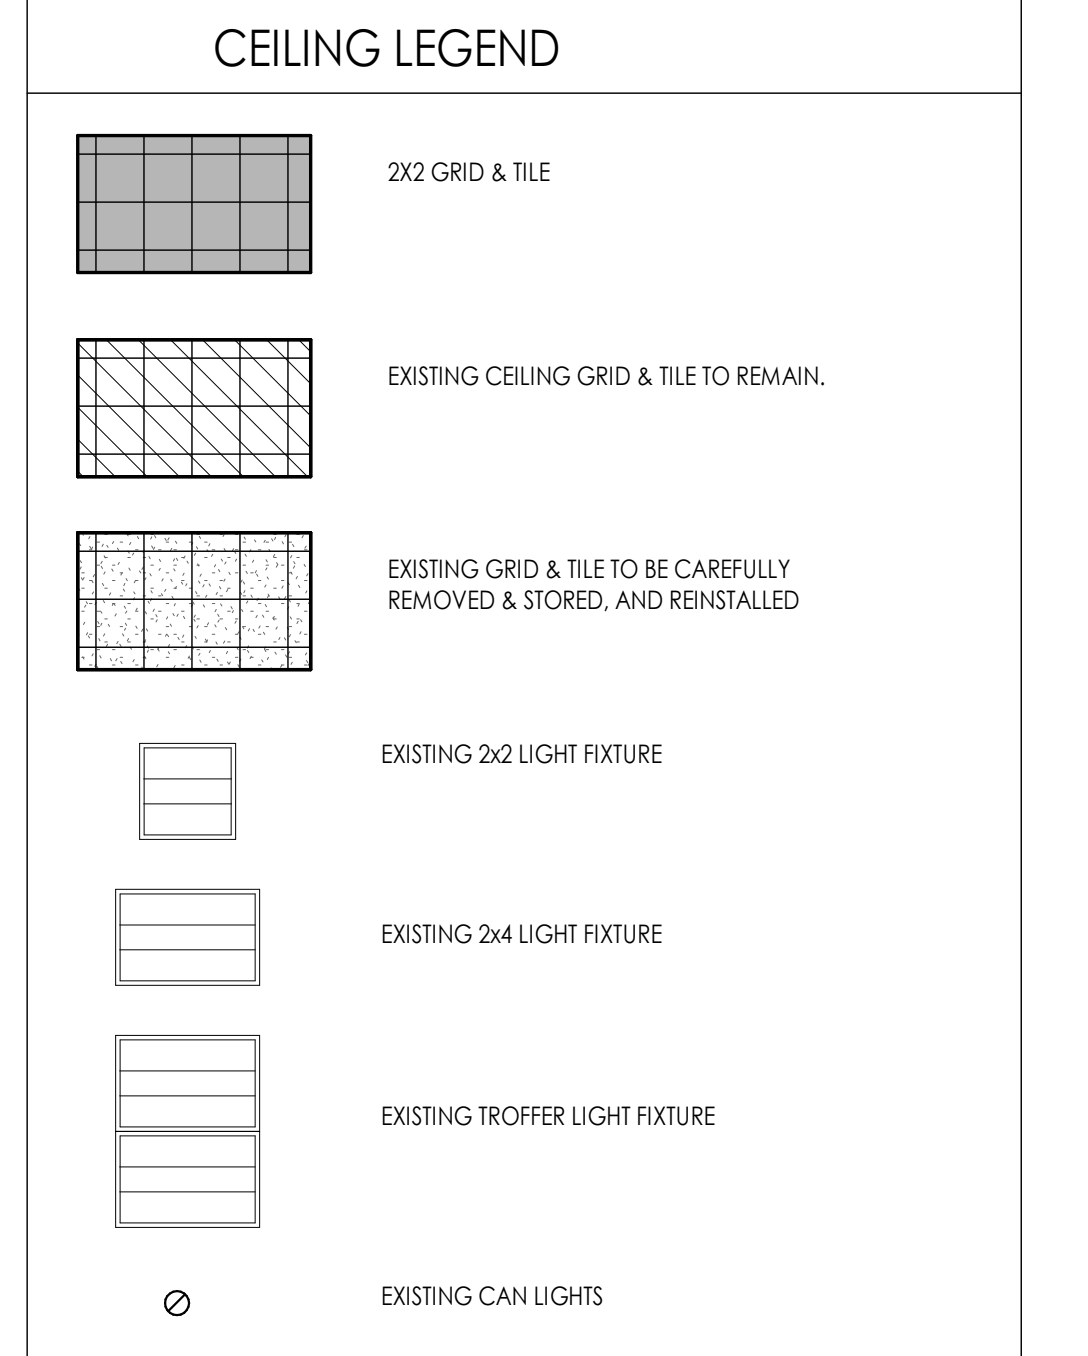 CEILING LEGEND
2X2 GRID & TILE
EXISTING CEILING GRID & TILE TO REMAIN.
EXISTING GRID & TILE TO BE CAREFULLY
REMOVED & STORED, AND REINSTALLED
EXISTING 2x2 LIGHT FIXTURE
EXISTING 2x4 LIGHT FIXTURE
EXISTING TROFFER LIGHT FIXTURE
EXISTING CAN LIGHTS